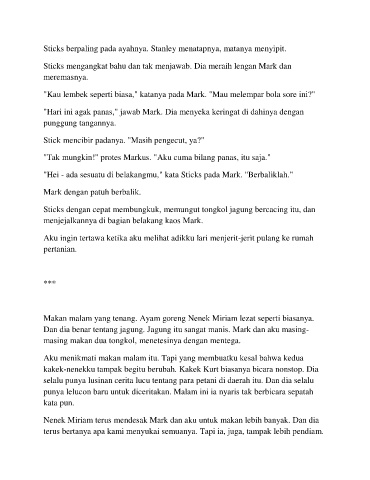 Sticks berpaling pada ayahnya. Stanley menatapnya, matanya menyipit.
Sticks mengangkat bahu dan tak menjawab. Dia meraih lengan Mark dan
meremasnya.
"Kau lembek seperti biasa," katanya pada Mark. "Mau melempar bola sore ini?"
"Hari ini agak panas," jawab Mark. Dia menyeka keringat di dahinya dengan
punggung tangannya.
Stick mencibir padanya. "Masih pengecut, ya?"
"Tak mungkin!" protes Markus. "Aku cuma bilang panas, itu saja."
"Hei - ada sesuatu di belakangmu," kata Sticks pada Mark. "Berbaliklah."
Mark dengan patuh berbalik.
Sticks dengan cepat membungkuk, memungut tongkol jagung bercacing itu, dan
menjejalkannya di bagian belakang kaos Mark.
Aku ingin tertawa ketika aku melihat adikku lari menjerit-jerit pulang ke rumah
pertanian.
***
Makan malam yang tenang. Ayam goreng Nenek Miriam lezat seperti biasanya.
Dan dia benar tentang jagung. Jagung itu sangat manis. Mark dan aku masing-
masing makan dua tongkol, menetesinya dengan mentega.
Aku menikmati makan malam itu. Tapi yang membuatku kesal bahwa kedua
kakek-nenekku tampak begitu berubah. Kakek Kurt biasanya bicara nonstop. Dia
selalu punya lusinan cerita lucu tentang para petani di daerah itu. Dan dia selalu
punya lelucon baru untuk diceritakan. Malam ini ia nyaris tak berbicara sepatah
kata pun.
Nenek Miriam terus mendesak Mark dan aku untuk makan lebih banyak. Dan dia
terus bertanya apa kami menyukai semuanya. Tapi ia, juga, tampak lebih pendiam.